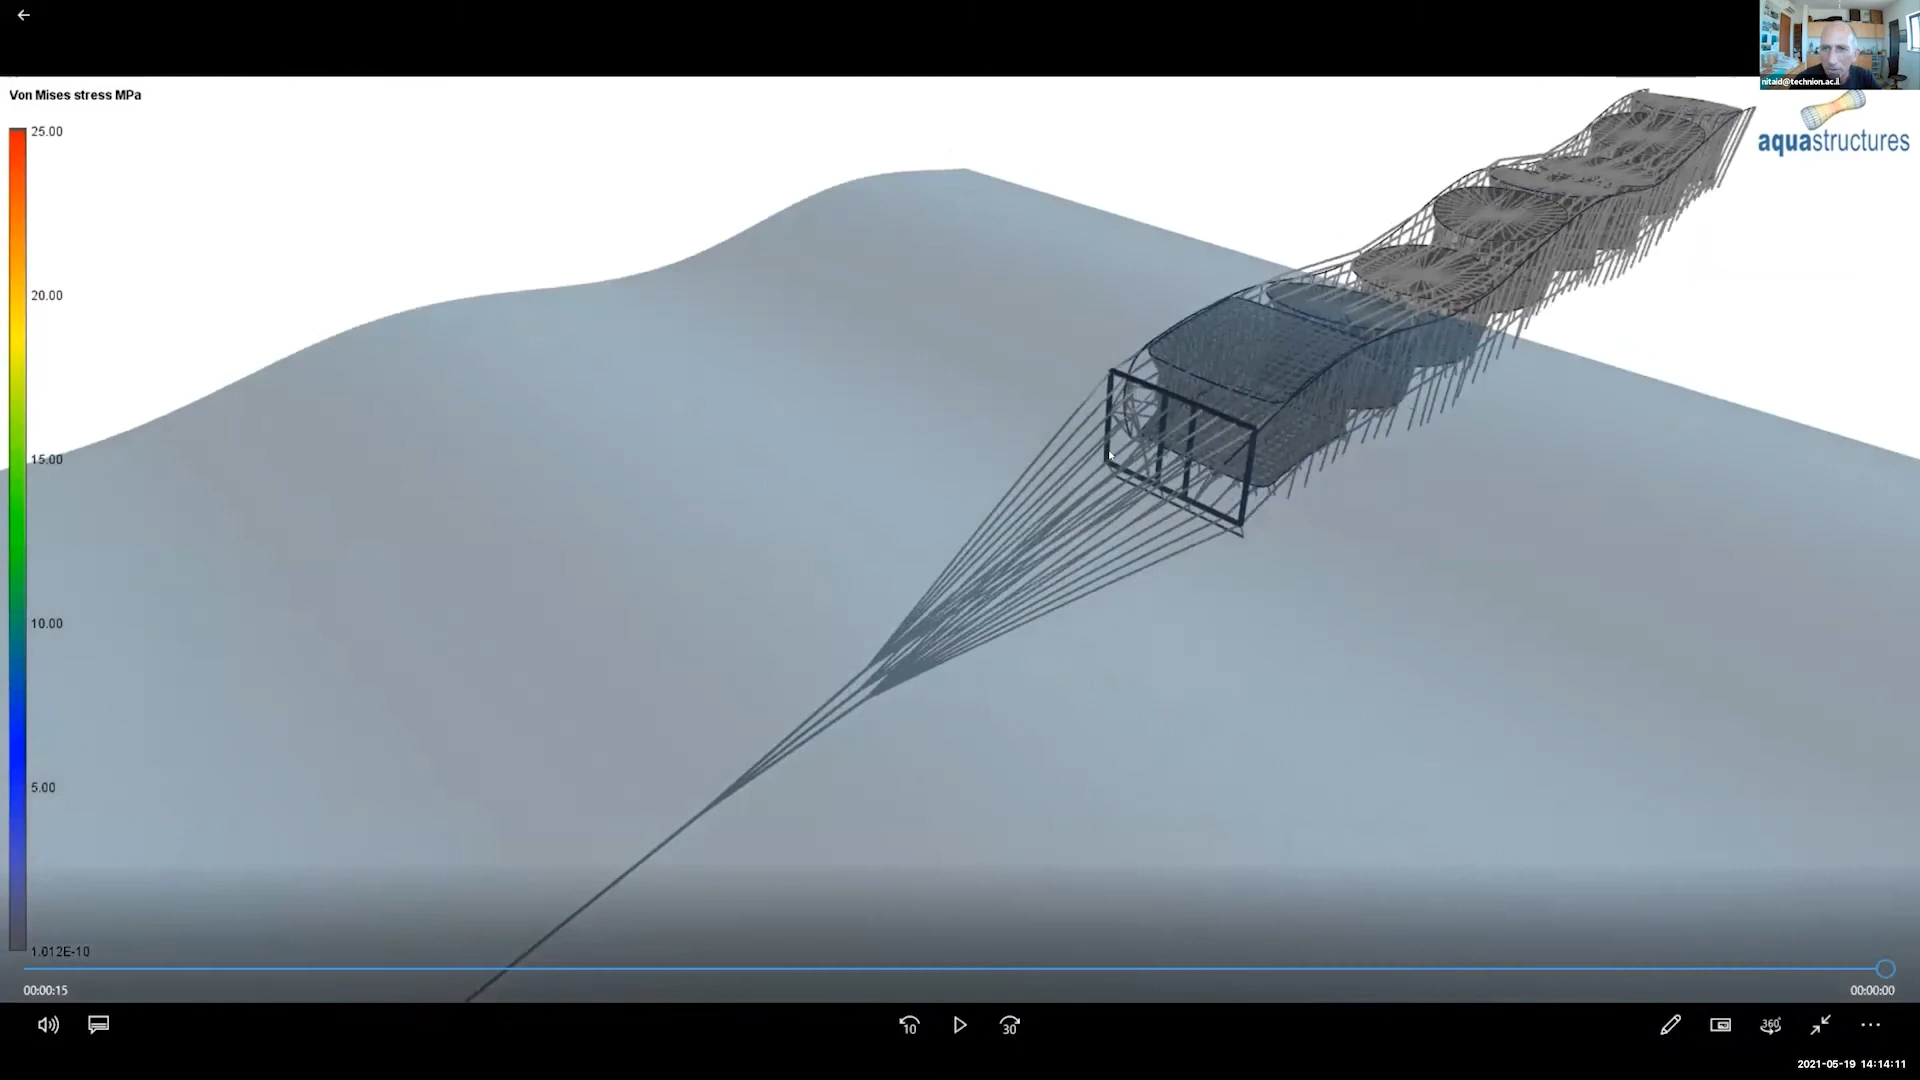 Von Mises stress MPa
25.00
20.00
15.00
10.00
5.00
1.012E-10
nitaid@technion.ac.il
aquastructures
00:00:15
00:00:00
10
30
360
2021-05-19 14:14:11